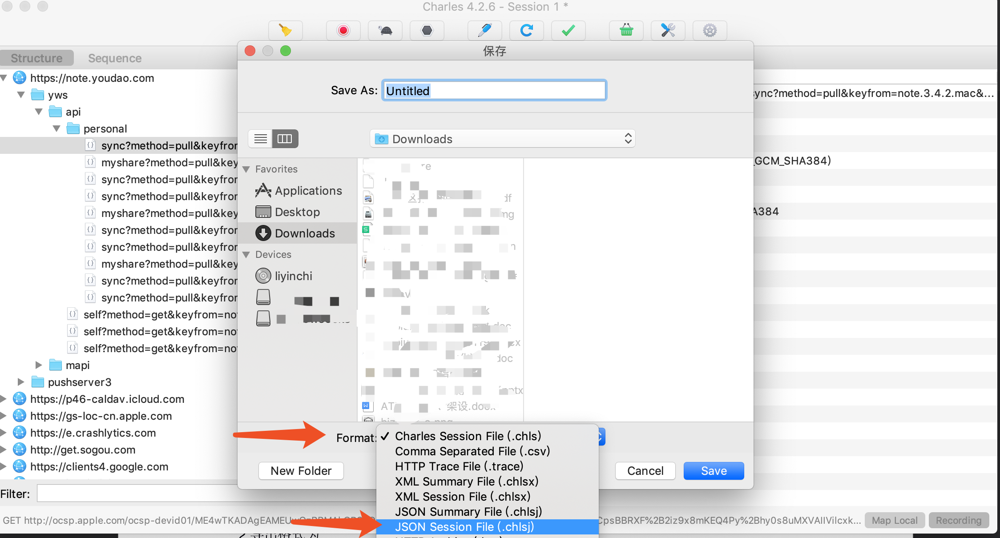 Charles 4.2.6 - Session 1 *
保存
Structure
Sequence
https://note.youdao.com
yws
api
personal
sync?method=pull&keyfror
myshare?method=pull&key
sync?method=pull&keyfror
sync?method=pull&keyfror
myshare?method=pull&key
sync?method=pull&keyfror
sync?method=pull&keyfror
myshare?method=pull&key
sync?method=pull&keyfror
sync?method=pull&keyfror
self?method=get&keyfrom=no
self?method=get&keyfrom=no
self?method=get&keyfrom=no
mapi
pushserver3
https://p46-caldav.icloud.com
https://gs-loc-cn.apple.com
https://e.crashlytics.com
http://get.sogou.com
https://clients4.google.com
Filter:
Save As: Untitled
Downloads
Favorites
Applications
Desktop
Downloads
Devices
liyinchi
架设.docx
ync?method=pull&keyfrom=note.3.4.2.mac&...
_GCM_SHA384)
A384
Format:
✓ Charles Session File (.chls)
Comma Separated File (.csv)
HTTP Trace File (.trace)
XML Summary File (.chlsx)
XML Session File (.chlsx)
JSON Summary File (.chlsj)
JSON Session File (.chlsj)
New Folder
Cancel
Save
GET http://ocsp.apple.com/ocsp-devid01/ME4wTKADAgEAMEU
CpsBBRXF%2B2iz9x8mKEQ4Py%2Bhy0s8uMXVAIlVilcxk...
Map Local
Recording